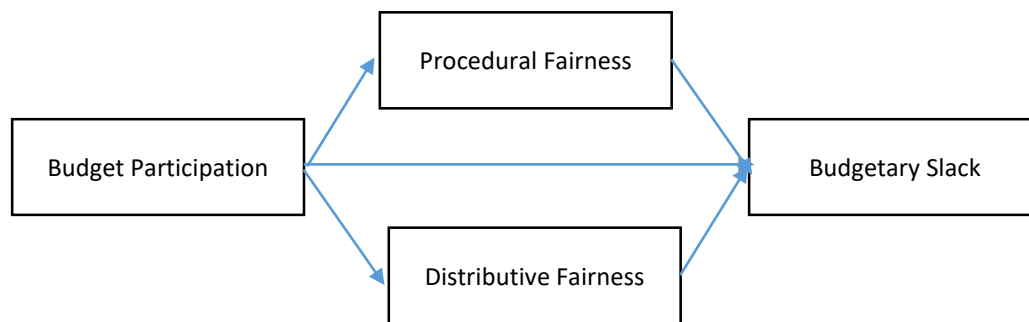 Procedural Fairness
Budget Participation
Budgetary Slack
Distributive Fairness